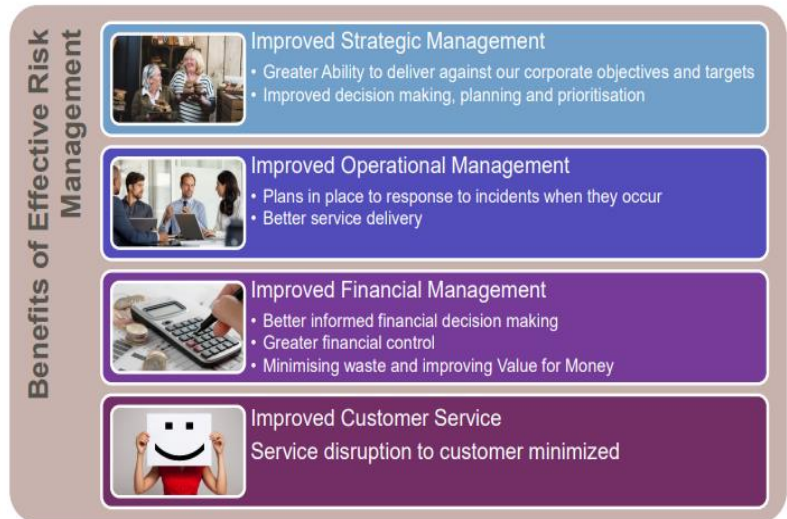 Benefits of Effective Risk
Management
Improved Strategic Management
• Greater Ability to deliver against our corporate objectives and targets
• Improved decision making, planning and prioritisation
Improved Operational Management
• Plans in place to response to incidents when they occur
• Better service delivery
Improved Financial Management
• Better informed financial decision making
• Greater financial control
• Minimising waste and improving Value for Money
Improved Customer Service
Service disruption to customer minimized